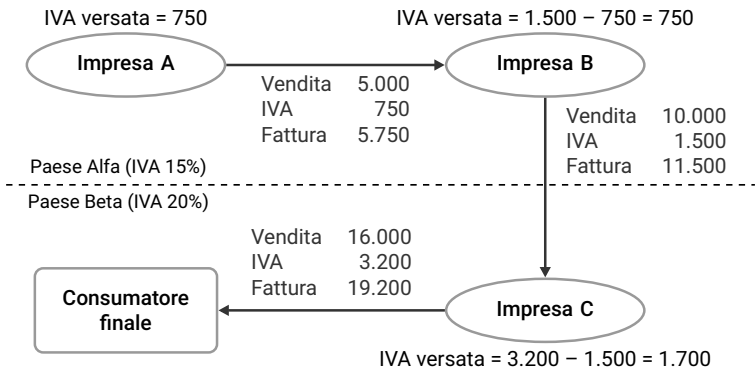 IVA versata = 750
IVA versata = 1.500 – 750 = 750
Impresa A
Impresa B
Vendita 5.000
IVA 750
Fattura 5.750
Vendita 10.000
IVA 1.500
Fattura 11.500
Paese Alfa (IVA 15%)
Paese Beta (IVA 20%)
Vendita 16.000
IVA 3.200
Fattura 19.200
Consumatore
finale
Impresa C
IVA versata = 3.200 – 1.500 = 1.700